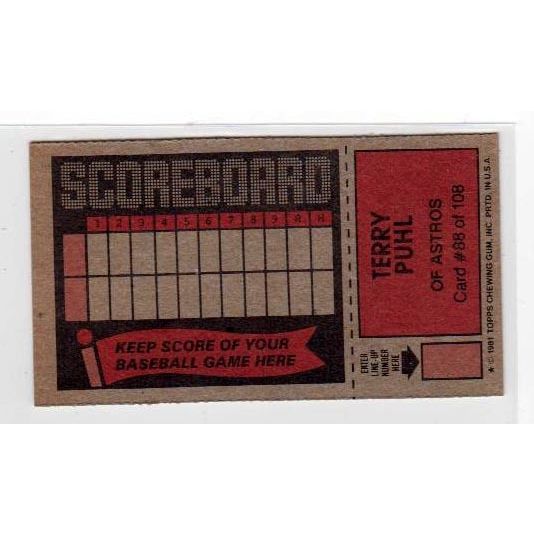 SCOREBOARD
1 2 3 4 5 6 7 8 9 R H
KEEP SCORE OF YOUR
BASEBALL GAME HERE
TERRY
PUHL
OF ASTROS
Card #88 of 108
ENTER
LINE-UP
NUMBER
HERE
★ © 1981 TOPPS CHEWING GUM, INC. PRTD. IN U.S.A.